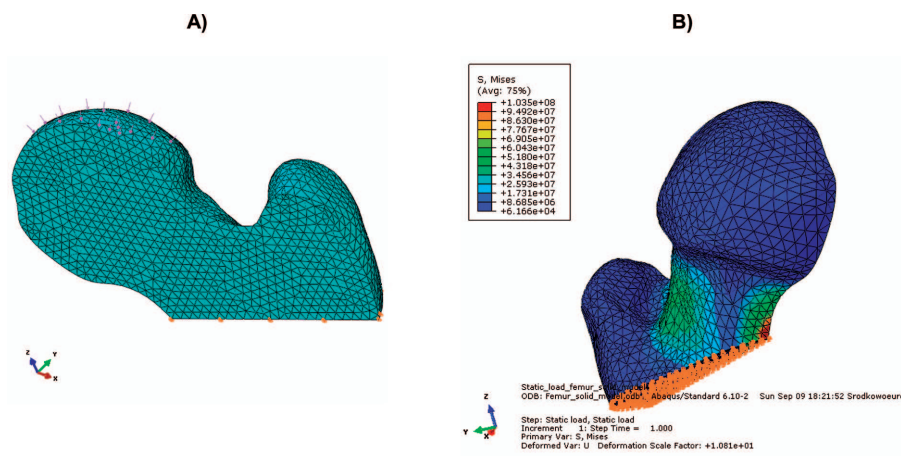 A)
B)
S, Mises
(Avg: 75%)
+1.035e+08
+9.492e+07
+8.630e+07
+7.767e+07
+6.905e+07
+6.043e+07
+5.180e+07
+4.318e+07
+3.456e+07
+2.593e+07
+1.731e+07
+8.685e+06
+6.166e+04
Z
Y
X
Z
Y
X
Static_load_femur_solid_model
ODB: Femur_solid_model.odb Abaqus/Standard 6.10-2 Sun Sep 09 18:21:52 Srodkowoeuro
Step: Static load, Static load
Increment 1: Step Time = 1.000
Primary Var: S, Mises
Deformed Var: U Deformation Scale Factor: +1.081e+01